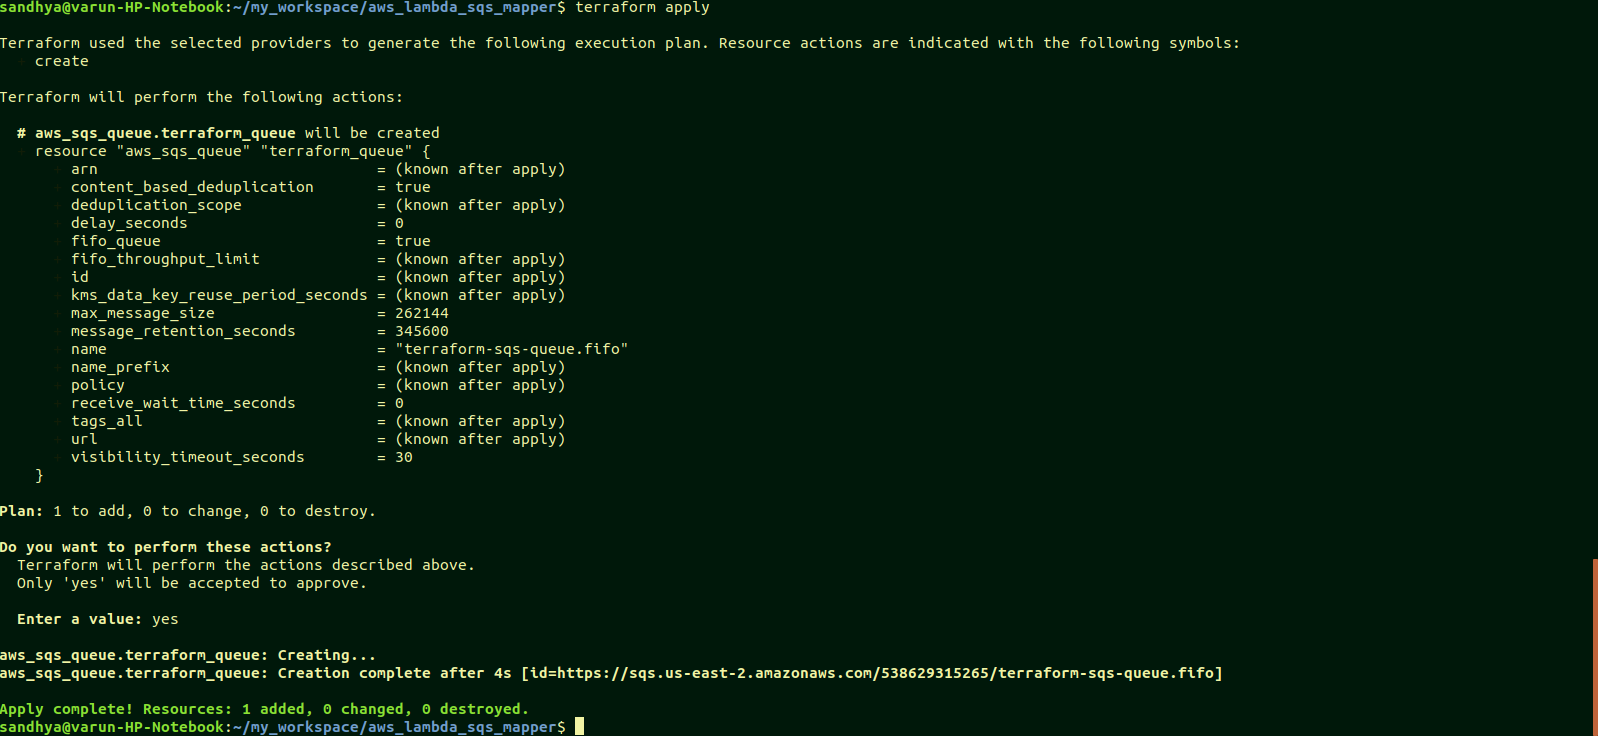 sandhya@varun-HP-Notebook:~/my_workspace/aws_lambda_sqs_mapper$ terraform apply
Terraform used the selected providers to generate the following execution plan. Resource actions are indicated with the following symbols:
+ create
Terraform will perform the following actions:
# aws_sqs_queue.terraform_queue will be created
+ resource "aws_sqs_queue" "terraform_queue" {
+ arn = (known after apply)
+ content_based_deduplication = true
+ deduplication_scope = (known after apply)
+ delay_seconds = 0
+ fifo_queue = true
+ fifo_throughput_limit = (known after apply)
+ id = (known after apply)
+ kms_data_key_reuse_period_seconds = (known after apply)
+ max_message_size = 262144
+ message_retention_seconds = 345600
+ name = "terraform-sqs-queue.fifo"
+ name_prefix = (known after apply)
+ policy = (known after apply)
+ receive_wait_time_seconds = 0
+ tags_all = (known after apply)
+ url = (known after apply)
+ visibility_timeout_seconds = 30
}
Plan: 1 to add, 0 to change, 0 to destroy.
Do you want to perform these actions?
Terraform will perform the actions described above.
Only 'yes' will be accepted to approve.
Enter a value: yes
aws_sqs_queue.terraform_queue: Creating...
aws_sqs_queue.terraform_queue: Creation complete after 4s [id=https://sqs.us-east-2.amazonaws.com/538629315265/terraform-sqs-queue.fifo]
Apply complete! Resources: 1 added, 0 changed, 0 destroyed.
sandhya@varun-HP-Notebook:~/my_workspace/aws_lambda_sqs_mapper$